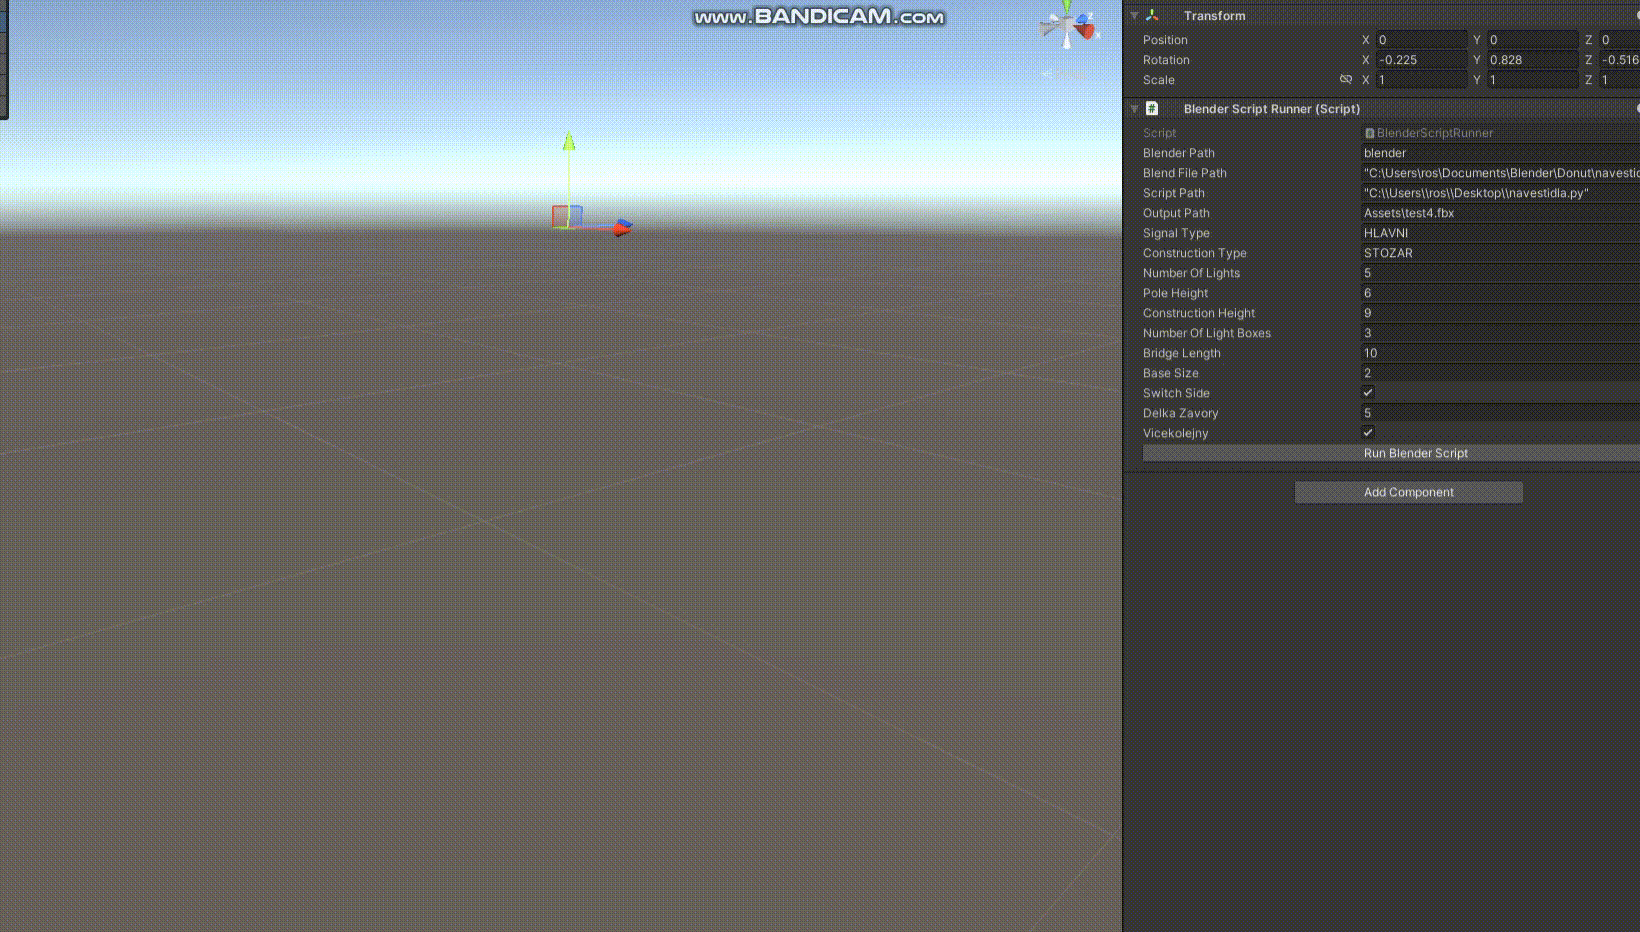 www.BANDICAM.com
Transform
Position X 0 Y 0 Z 0
Rotation X -0.225 Y 0.828 Z -0.516
Scale X 1 Y 1 Z 1
# Blender Script Runner (Script)
Script # BlenderScriptRunner
Blender Path blender
Blend File Path "C:\Users\ros\Documents\Blender\Donut\navestid
Script Path "C:\\Users\\ros\\Desktop\\navestidla.py"
Output Path Assets\test4.fbx
Signal Type HLAVNI
Construction Type STOZAR
Number Of Lights 5
Pole Height 6
Construction Height 9
Number Of Light Boxes 3
Bridge Length 10
Base Size 2
Switch Side
Delka Zavory 5
Vicekolejny
Run Blender Script
Add Component